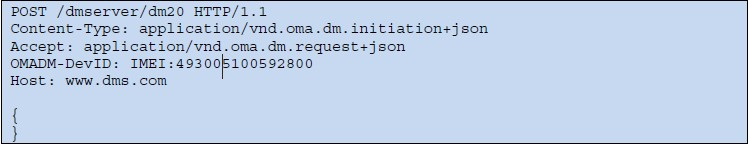 POST /dmserver/dm20 HTTP/1.1
Content-Type: application/vnd.oma.dm.initiation+json
Accept: application/vnd.oma.dm.request+json
OMADM-DevID: IMEI:493005100592800
Host: www.dms.com
{
}